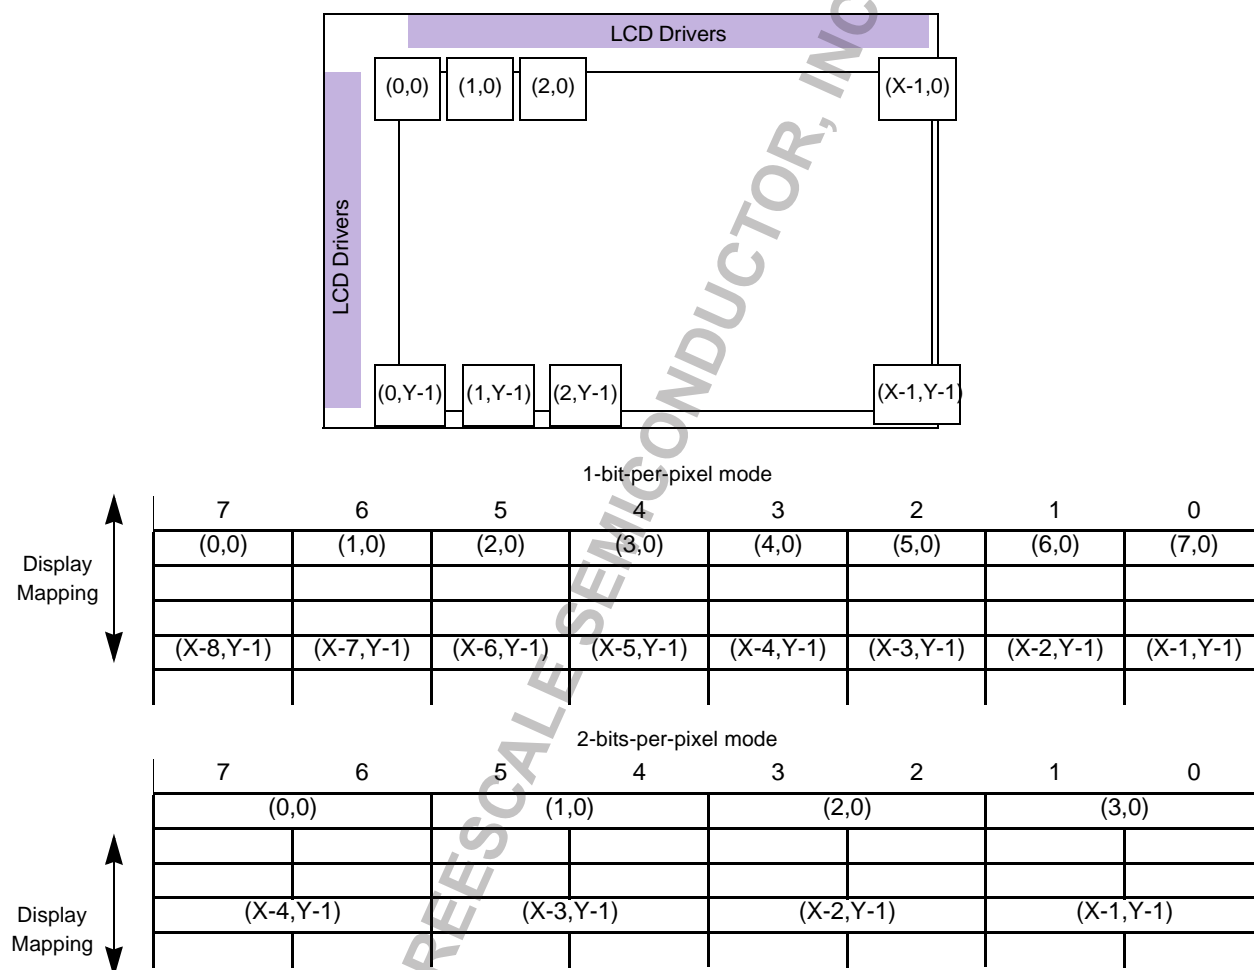 LCD Drivers
(0,0) (1,0) (2,0) (X-1,0)
LCD Drivers
(0,Y-1) (1,Y-1) (2,Y-1) (X-1,Y-1)
1-bit-per-pixel mode
7 6 5 4 3 2 1 0
(0,0) (1,0) (2,0) (3,0) (4,0) (5,0) (6,0) (7,0)
Display
Mapping
(X-8,Y-1) (X-7,Y-1) (X-6,Y-1) (X-5,Y-1) (X-4,Y-1) (X-3,Y-1) (X-2,Y-1) (X-1,Y-1)
2-bits-per-pixel mode
7 6 5 4 3 2 1 0
(0,0) (1,0) (2,0) (3,0)
(X-4,Y-1) (X-3,Y-1) (X-2,Y-1) (X-1,Y-1)
Display
Mapping
REESCALE SEMICONDUCTOR, INC